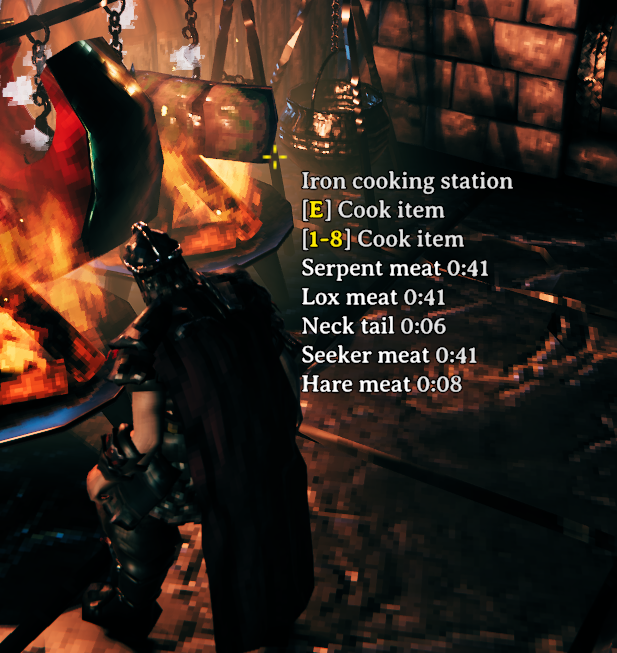 Iron cooking station
[E] Cook item
[1-8] Cook item
Serpent meat 0:41
Lox meat 0:41
Neck tail 0:06
Seeker meat 0:41
Hare meat 0:08